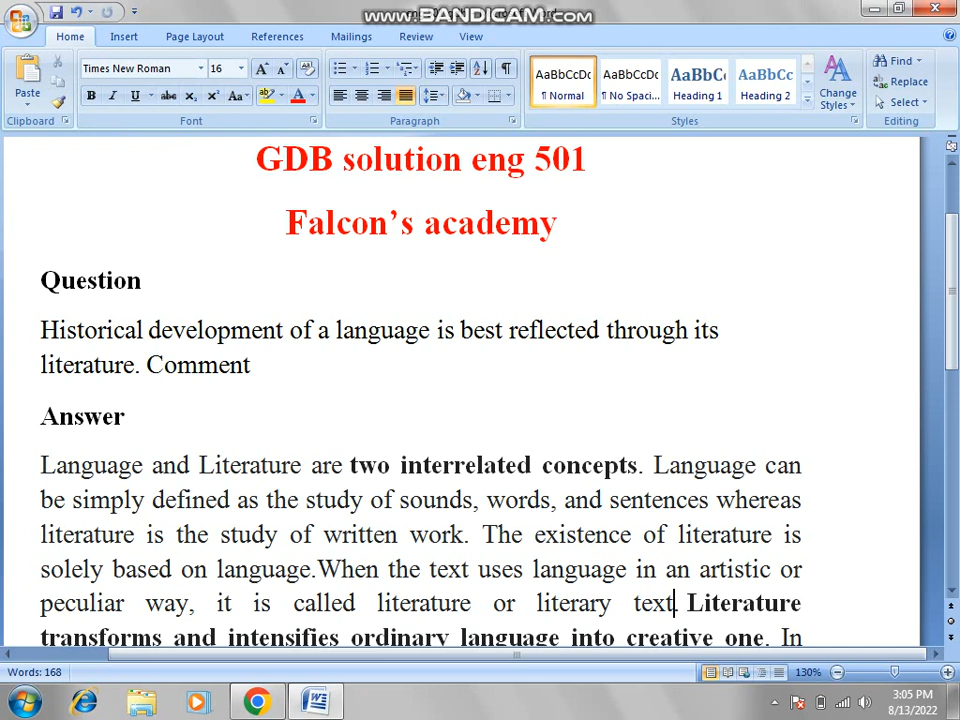 www.BANDICAM.com
Home Insert Page Layout References Mailings Review View
Times New Roman 16 Aa
AaBbCcDc AaBbCcDc AaBbC AaBbCc
Find
Replace
Paste B I U abc x₂ x² Aa A ¶ Normal ¶ No Spaci... Heading 1 Heading 2 Change Styles Select
Clipboard Font Paragraph Styles Editing
GDB solution eng 501
Falcon’s academy
Question
Historical development of a language is best reflected through its
literature. Comment
Answer
Language and Literature are two interrelated concepts. Language can
be simply defined as the study of sounds, words, and sentences whereas
literature is the study of written work. The existence of literature is
solely based on language.When the text uses language in an artistic or
peculiar way, it is called literature or literary text. Literature
transforms and intensifies ordinary language into creative one. In
Words: 168 130%
3:05 PM
8/13/2022